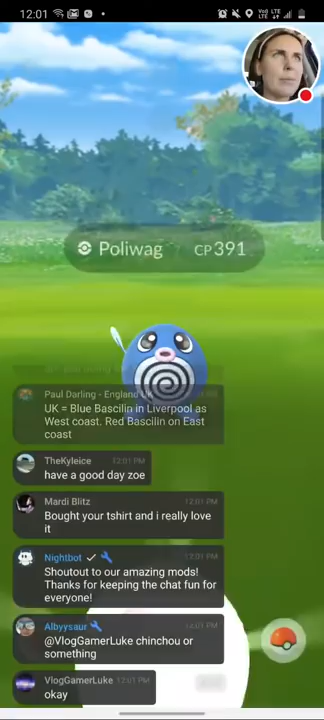 12:01
Vo) LTE
LTE
Poliwag CP391
Paul Darling - England
UK = Blue Bascilin in Liverpool as
West coast. Red Bascilin on East
coast
TheKyleice 12:01 PM
have a good day zoe
Mardi Blitz 12:01 PM
Bought your tshirt and i really love
it
Nightbot 12:01 PM
Shoutout to our amazing mods!
Thanks for keeping the chat fun for
everyone!
Albyysaur 12:01 PM
@VlogGamerLuke chinchou or
something
VlogGamerLuke 12:01 PM
okay